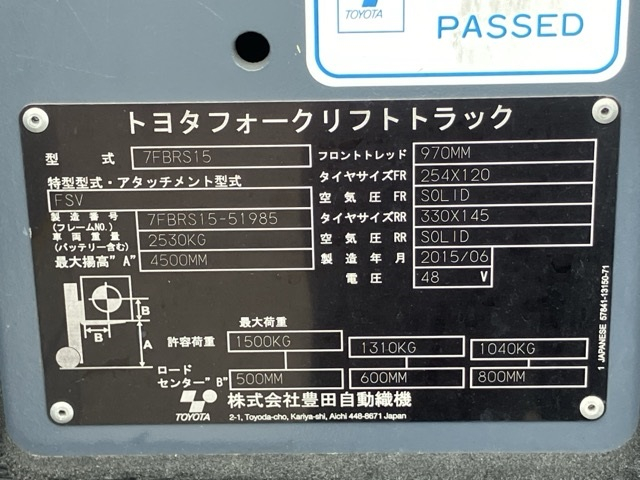 TOYOTA
PASSED
トヨタフォークリフトトラック
型 式 7FBRS15
特型型式・アタッチメント型式
FSV
製造番号(フレームNO.) 7FBRS15-51985
車両重量(バッテリー含む) 2530KG
最大揚高"A" 4500MM
フロントトレッド 970MM
タイヤサイズFR 254X120
空気圧FR SOLID
タイヤサイズRR 330X145
空気圧RR SOLID
製造年月 2015/06
電圧 48 V
B
B
A
最大荷重
許容荷重 1500KG 1310KG 1040KG
ロードセンター"B" 500MM 600MM 800MM
TOYOTA
株式会社豊田自動織機
2-1, Toyoda-cho, Kariya-shi, Aichi 448-8671 Japan
1 JAPANESE 57841-13150-71